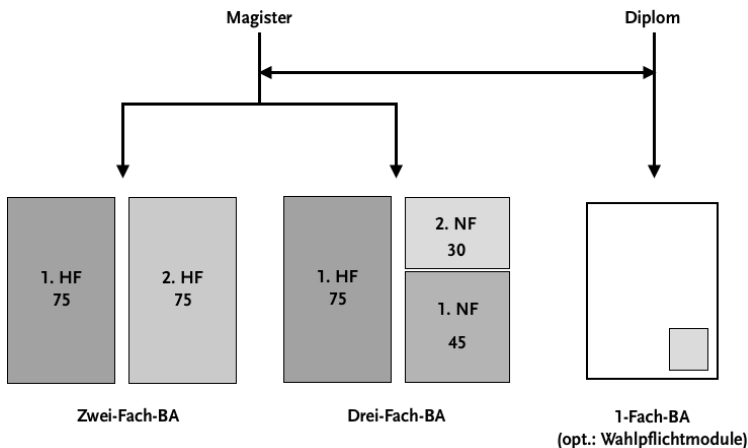 Magister
Diplom
1. HF
75
2. HF
75
1. HF
75
2. NF
30
1. NF
45
Zwei-Fach-BA
Drei-Fach-BA
1-Fach-BA
(opt.: Wahlpflichtmodule)